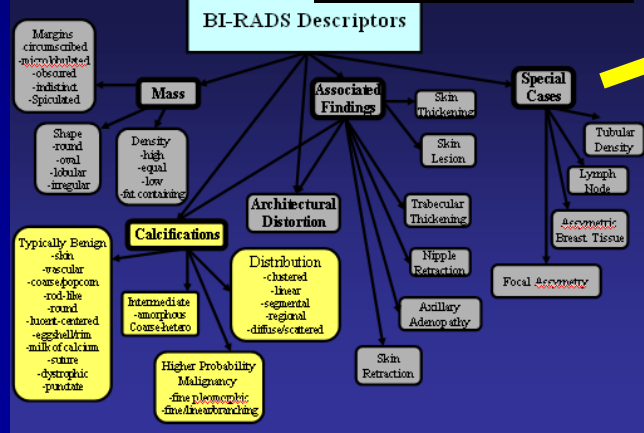 BI-RADS Descriptors
Margins
circumscribed
-microlobulated
-obscured
-indistinct
-Spiculated
Mass
Shape
-round
-oval
-lobular
-irregular
Density
-high
-equal
-low
-fat containing
Associated
Findings
Skin
Thickening
Skin
Lesion
Trabecular
Thickening
Nipple
Retraction
Axillary
Adenopathy
Skin
Retraction
Special
Cases
Tubular
Density
Lymph
Node
Assymetric
Breast Tissue
Focal Assymetry
Architectural
Distortion
Calcifications
Typically Benign
-skin
-vascular
-coarse/popcorn
-rod-like
-round
-lucent-centered
-eggshell/rim
-milk of calcium
-suture
-dystrophic
-punctate
Intermediate
-amorphous
Coarse-hetero
Distribution
-clustered
-linear
-segmental
-regional
-diffuse/scattered
Higher Probability
Malignancy
-fine pleomorphic
-fine/linear/branching